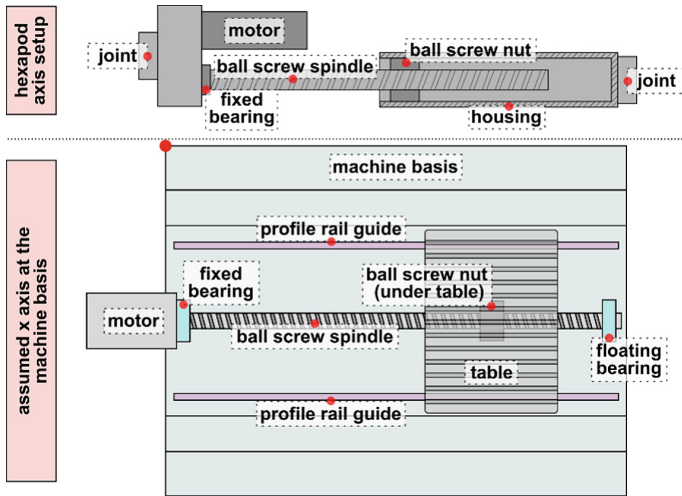 hexapod
axis setup
motor
joint
ball screw nut
ball screw spindle
joint
fixed
bearing
housing
assumed x axis at the
machine basis
machine basis
profile rail guide
fixed
bearing
ball screw nut
(under table)
motor
ball screw spindle
floating
bearing
table
profile rail guide